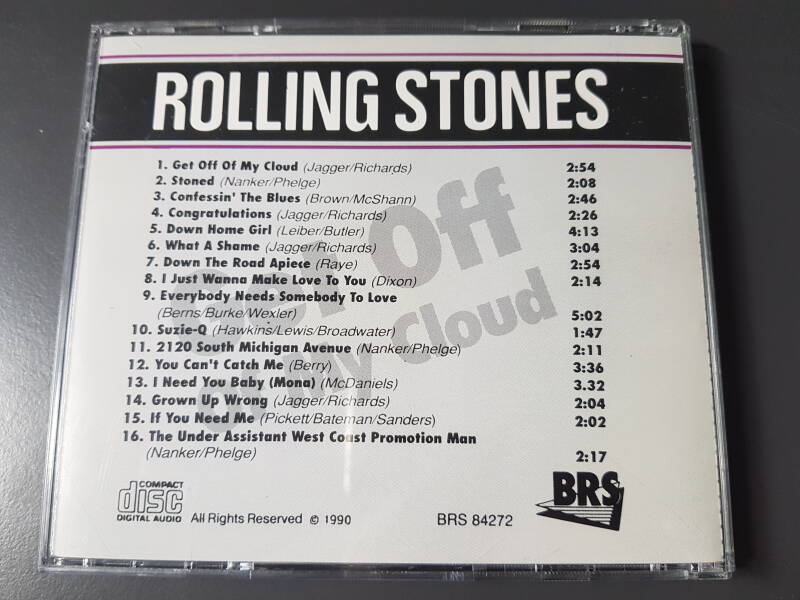 ROLLING STONES
1. Get Off Of My Cloud (Jagger/Richards) 2:54
2. Stoned (Nanker/Phelge) 2:08
3. Confessin' The Blues (Brown/McShann) 2:46
4. Congratulations (Jagger/Richards) 2:26
5. Down Home Girl (Leiber/Butler) 4:13
6. What A Shame (Jagger/Richards) 3:04
7. Down The Road Apiece (Raye) 2:54
8. I Just Wanna Make Love To You (Dixon) 2:14
9. Everybody Needs Somebody To Love
(Berns/Burke/Wexler) 5:02
10. Suzie-Q (Hawkins/Lewis/Broadwater) 1:47
11. 2120 South Michigan Avenue (Nanker/Phelge) 2:11
12. You Can't Catch Me (Berry) 3:36
13. I Need You Baby (Mona) (McDaniels) 3.32
14. Grown Up Wrong (Jagger/Richards) 2:04
15. If You Need Me (Pickett/Bateman/Sanders) 2:02
16. The Under Assistant West Coast Promotion Man
(Nanker/Phelge) 2:17
Get Off
Of My Cloud
COMPACT
disc
DIGITAL AUDIO
All Rights Reserved © 1990
BRS 84272
BRS